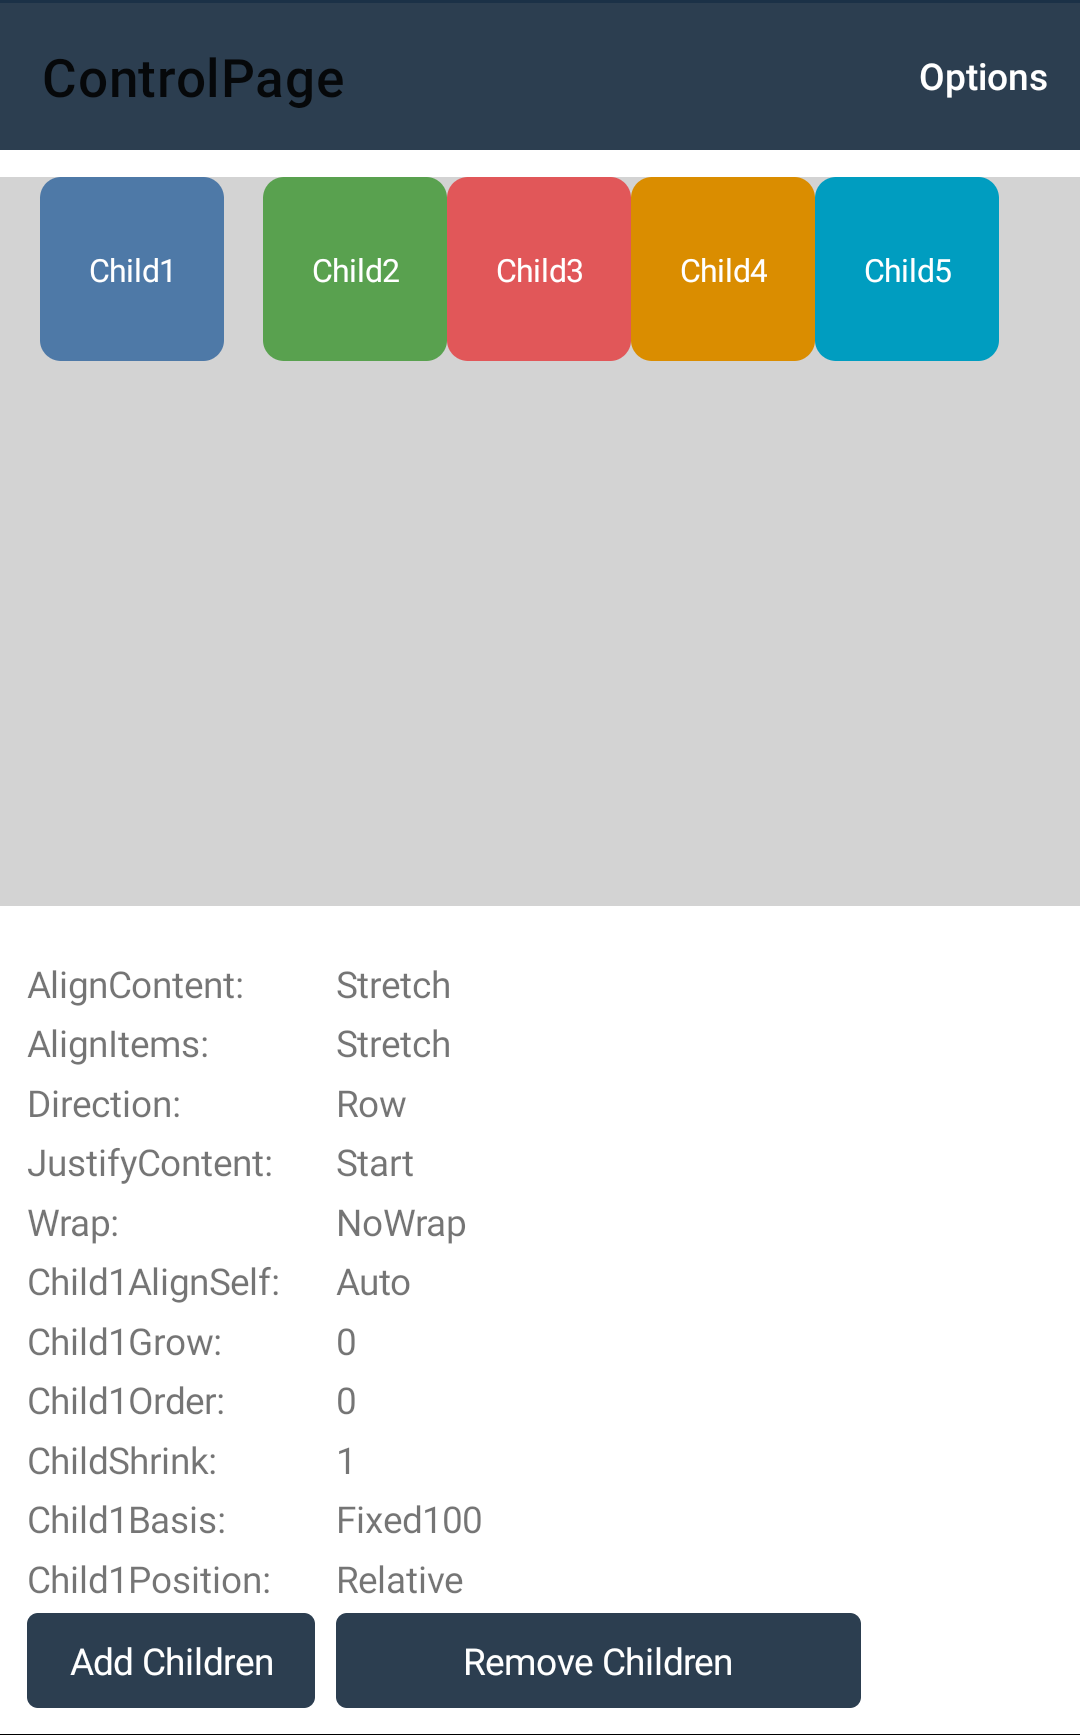 ControlPage Options
Child1 Child2 Child3 Child4 Child5
AlignContent: Stretch
AlignItems: Stretch
Direction: Row
JustifyContent: Start
Wrap: NoWrap
Child1AlignSelf: Auto
Child1Grow: 0
Child1Order: 0
ChildShrink: 1
Child1Basis: Fixed100
Child1Position: Relative
Add Children Remove Children